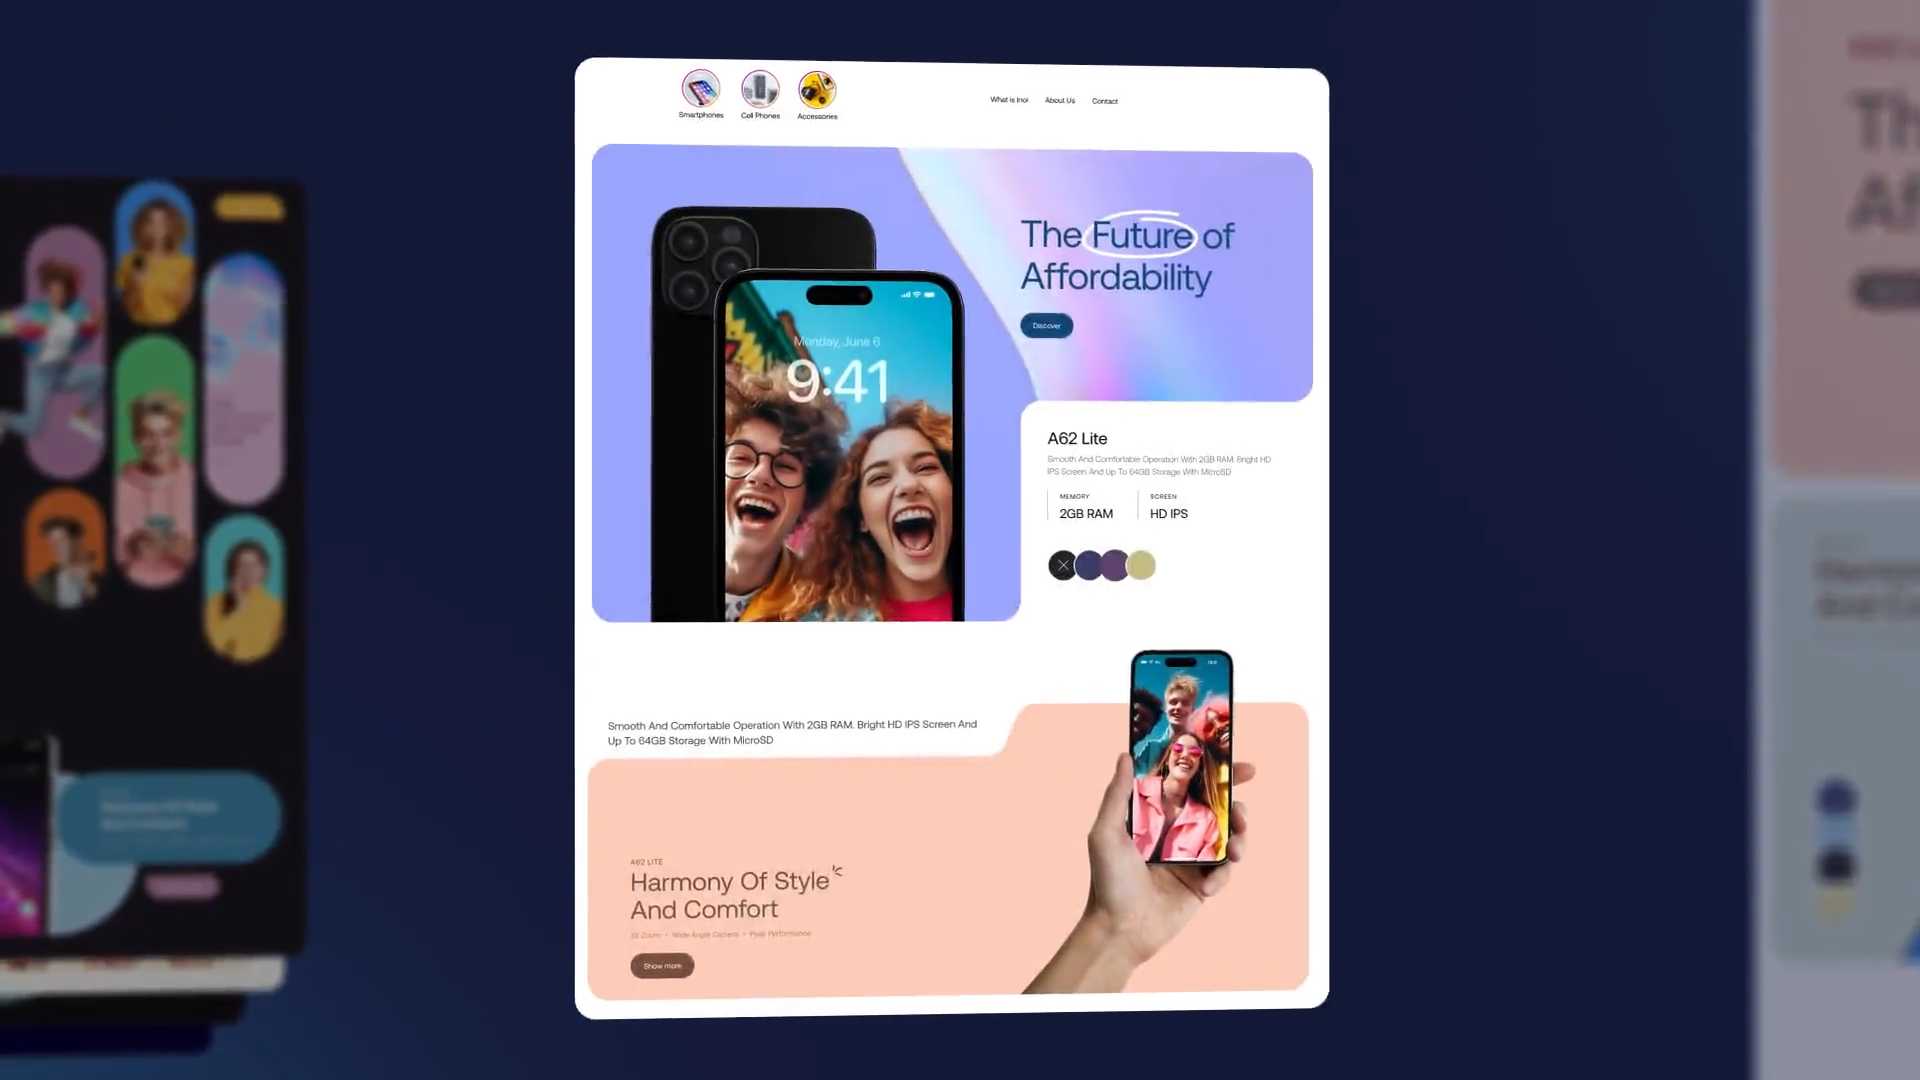 Smartphones
Cell Phones
Accessories
What is Inoi
About Us
Contact
The Future of
Affordability
Discover
Monday, June 6
9:41
A62 Lite
Smooth And Comfortable Operation With 2GB RAM. Bright HD
IPS Screen And Up To 64GB Storage With MicroSD
MEMORY
2GB RAM
SCREEN
HD IPS
Smooth And Comfortable Operation With 2GB RAM. Bright HD IPS Screen And
Up To 64GB Storage With MicroSD
A62 LITE
Harmony Of Style
And Comfort
3X Zoom • Wide Angle Camera • Peak Performance
Show more
Th
Af